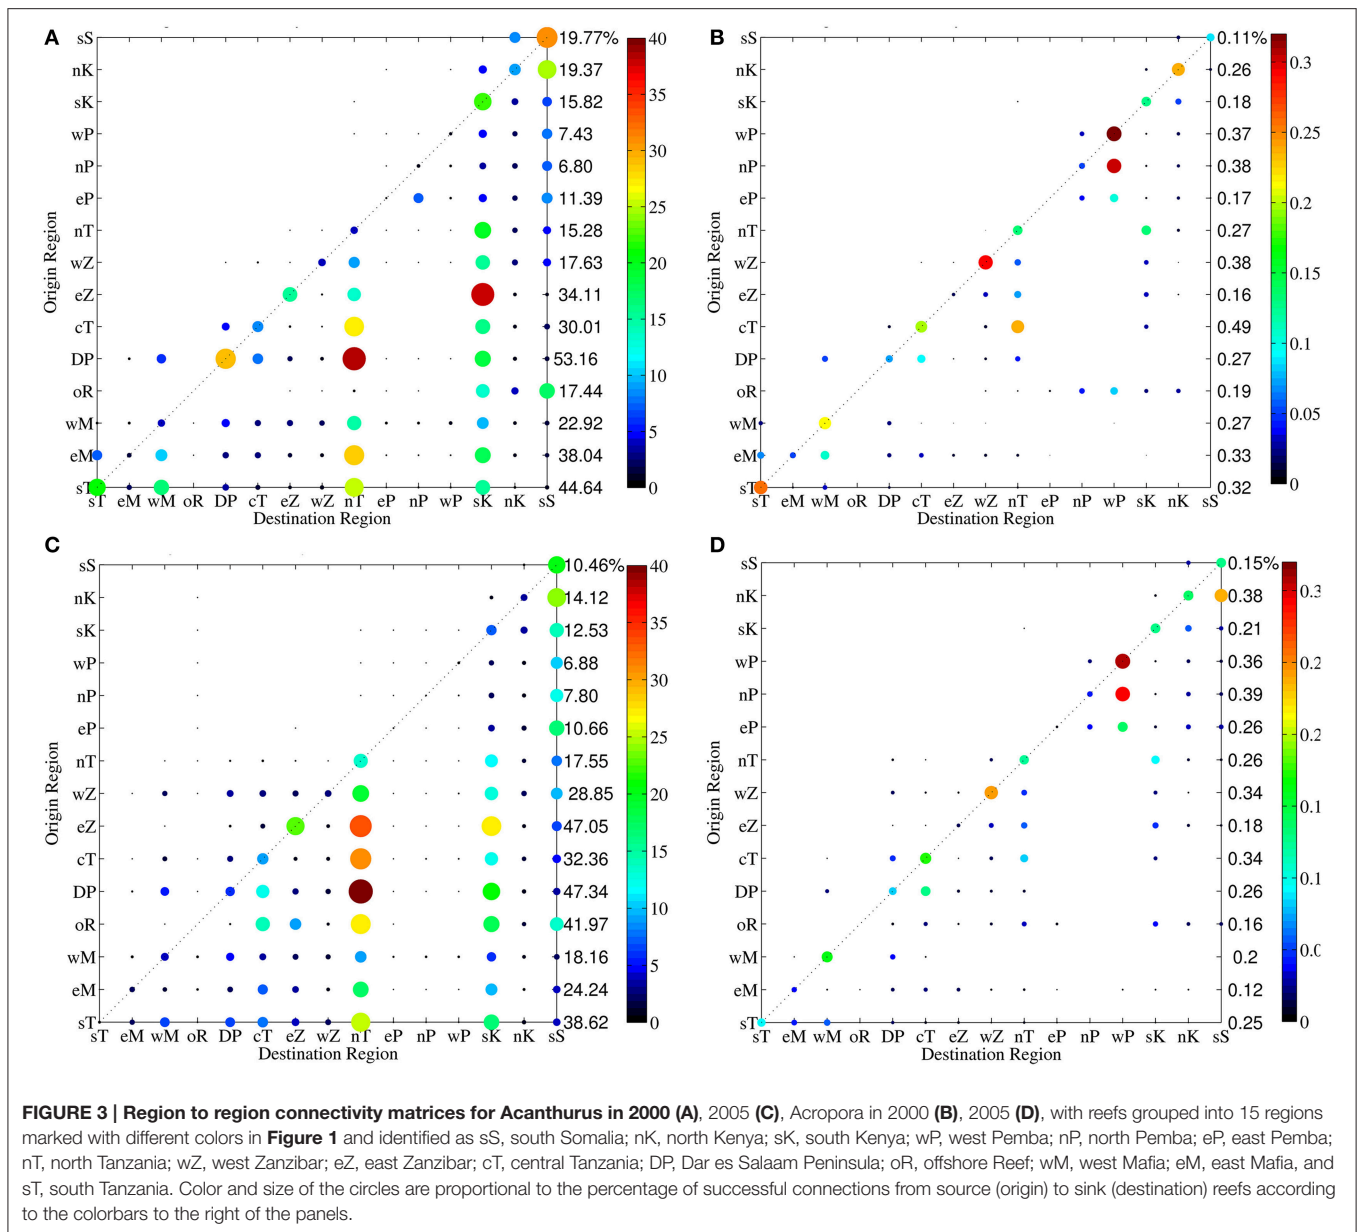 A
sS
nK
sK
wP
nP
eP
nT
wZ
eZ
cT
DP
oR
wM
eM
sT
Origin Region
19.77%
19.37
15.82
7.43
6.80
11.39
15.28
17.63
34.11
30.01
53.16
17.44
22.92
38.04
44.64
40
35
30
25
20
15
10
5
0
sT eM wM oR DP cT eZ wZ nT eP nP wP sK nK sS
Destination Region
B
sS
nK
sK
wP
nP
eP
nT
wZ
eZ
cT
DP
oR
wM
eM
sT
Origin Region
0.11%
0.26
0.18
0.37
0.38
0.17
0.27
0.38
0.16
0.49
0.27
0.19
0.27
0.33
0.32
0.3
0.25
0.2
0.15
0.1
0.05
0
sT eM wM oR DP cT eZ wZ nT eP nP wP sK nK sS
Destination Region
C
sS
nK
sK
wP
nP
eP
nT
wZ
eZ
cT
DP
oR
wM
eM
sT
Origin Region
10.46%
14.12
12.53
6.88
7.80
10.66
17.55
28.85
47.05
32.36
47.34
41.97
18.16
24.24
38.62
40
35
30
25
20
15
10
5
0
sT eM wM oR DP cT eZ wZ nT eP nP wP sK nK sS
Destination Region
D
sS
nK
sK
wP
nP
eP
nT
wZ
eZ
cT
DP
oR
wM
eM
sT
Origin Region
0.15%
0.38
0.21
0.36
0.39
0.26
0.26
0.34
0.18
0.34
0.26
0.16
0.2
0.12
0.25
0.3
0.2
0.2
0.1
0.1
0.0
0
sT eM wM oR DP cT eZ wZ nT eP nP wP sK nK sS
Destination Region
FIGURE 3 | Region to region connectivity matrices for Acanthurus in 2000 (A), 2005 (C), Acropora in 2000 (B), 2005 (D), with reefs grouped into 15 regions
marked with different colors in Figure 1 and identified as sS, south Somalia; nK, north Kenya; sK, south Kenya; wP, west Pemba; nP, north Pemba; eP, east Pemba;
nT, north Tanzania; wZ, west Zanzibar; eZ, east Zanzibar; cT, central Tanzania; DP, Dar es Salaam Peninsula; oR, offshore Reef; wM, west Mafia; eM, east Mafia, and
sT, south Tanzania. Color and size of the circles are proportional to the percentage of successful connections from source (origin) to sink (destination) reefs according
to the colorbars to the right of the panels.